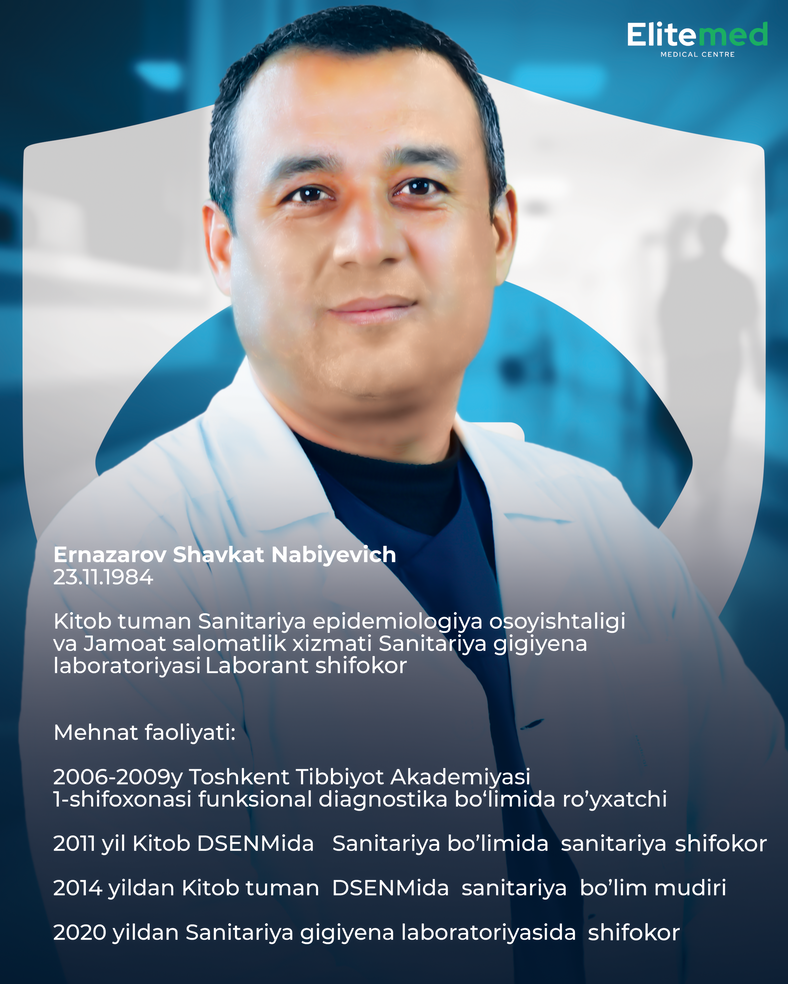 Elitemed
MEDICAL CENTRE
Ernazarov Shavkat Nabiyevich
23.11.1984
Kitob tuman Sanitariya epidemiologiya osoyishtaligi
va Jamoat salomatlik xizmati Sanitariya gigiyena
laboratoriyasi Laborant shifokor
Mehnat faoliyati:
2006-2009y Toshkent Tibbiyot Akademiyasi
1-shifoxonasi funksional diagnostika bo‘limida ro’yxatchi
2011 yil Kitob DSENMida Sanitariya bo’limida sanitariya shifokor
2014 yildan Kitob tuman DSENMida sanitariya bo’lim mudiri
2020 yildan Sanitariya gigiyena laboratoriyasida shifokor